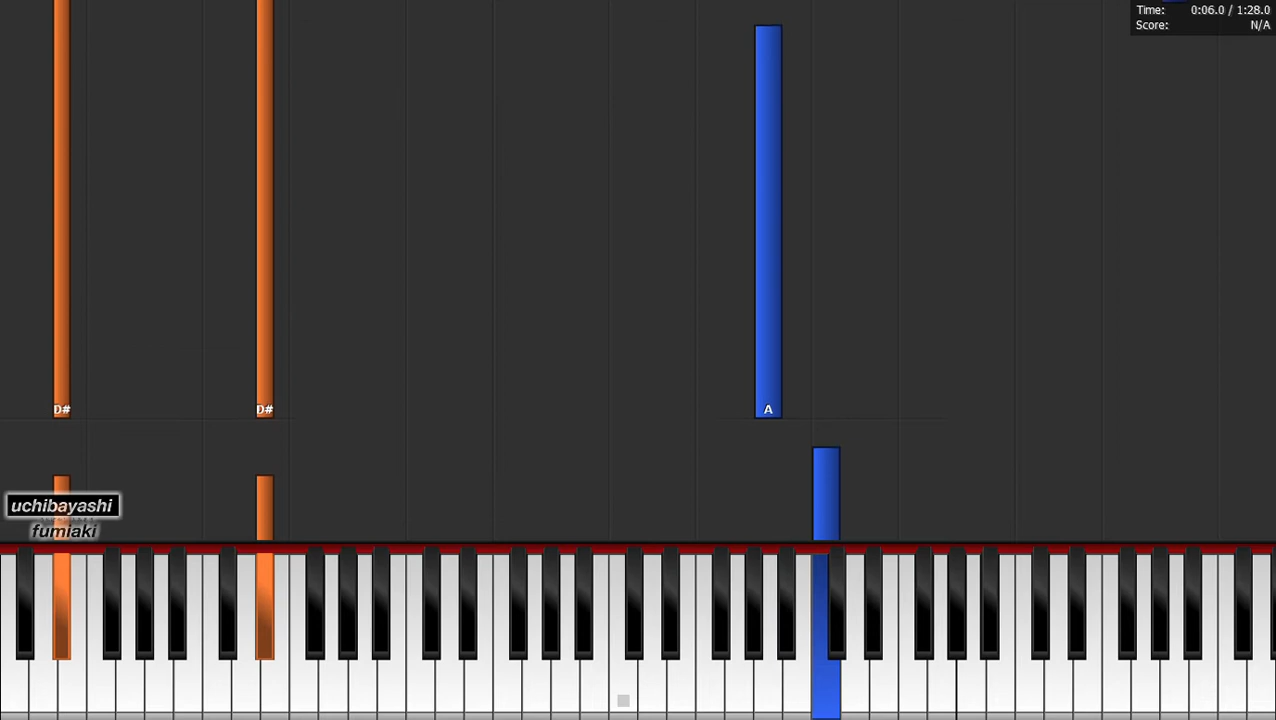 Time: 0:06.0 / 1:28.0
Score: N/A
D# D# A
uchibayashi
fumiaki